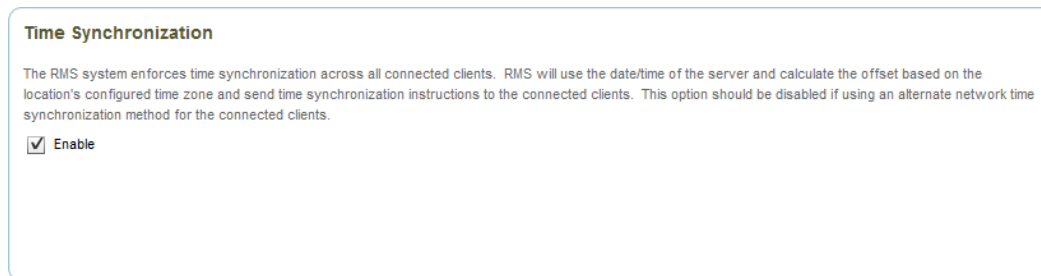 Time Synchronization
The RMS system enforces time synchronization across all connected clients.  RMS will use the date/time of the server and calculate the offset based on the
location's configured time zone and send time synchronization instructions to the connected clients.  This option should be disabled if using an alternate network time
synchronization method for the connected clients.
Enable